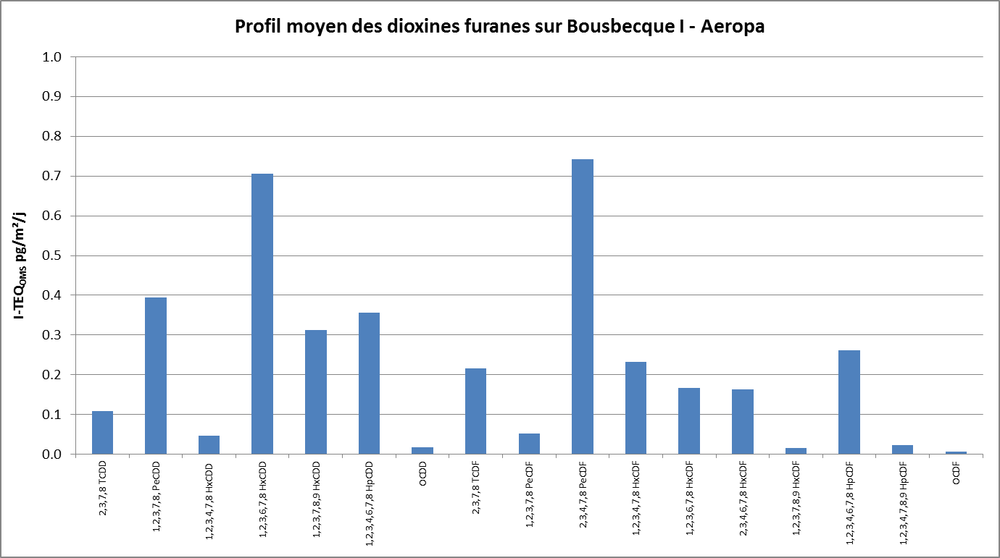 Profil moyen des dioxines furanes sur Bousbecque I - Aeropa
I-TEQOMS pg/m²/j
1.0
0.9
0.8
0.7
0.6
0.5
0.4
0.3
0.2
0.1
0.0
2,3,7,8 TCDD
1,2,3,7,8, PeCDD
1,2,3,4,7,8 HxCDD
1,2,3,6,7,8 HxCDD
1,2,3,7,8,9 HxCDD
1,2,3,4,6,7,8 HpCDD
OCDD
2,3,7,8 TCDF
1,2,3,7,8 PeCDF
2,3,4,7,8 PeCDF
1,2,3,4,7,8 HxCDF
1,2,3,6,7,8 HxCDF
2,3,4,6,7,8 HxCDF
1,2,3,7,8,9 HxCDF
1,2,3,4,6,7,8 HpCDF
1,2,3,4,7,8,9 HpCDF
OCDF